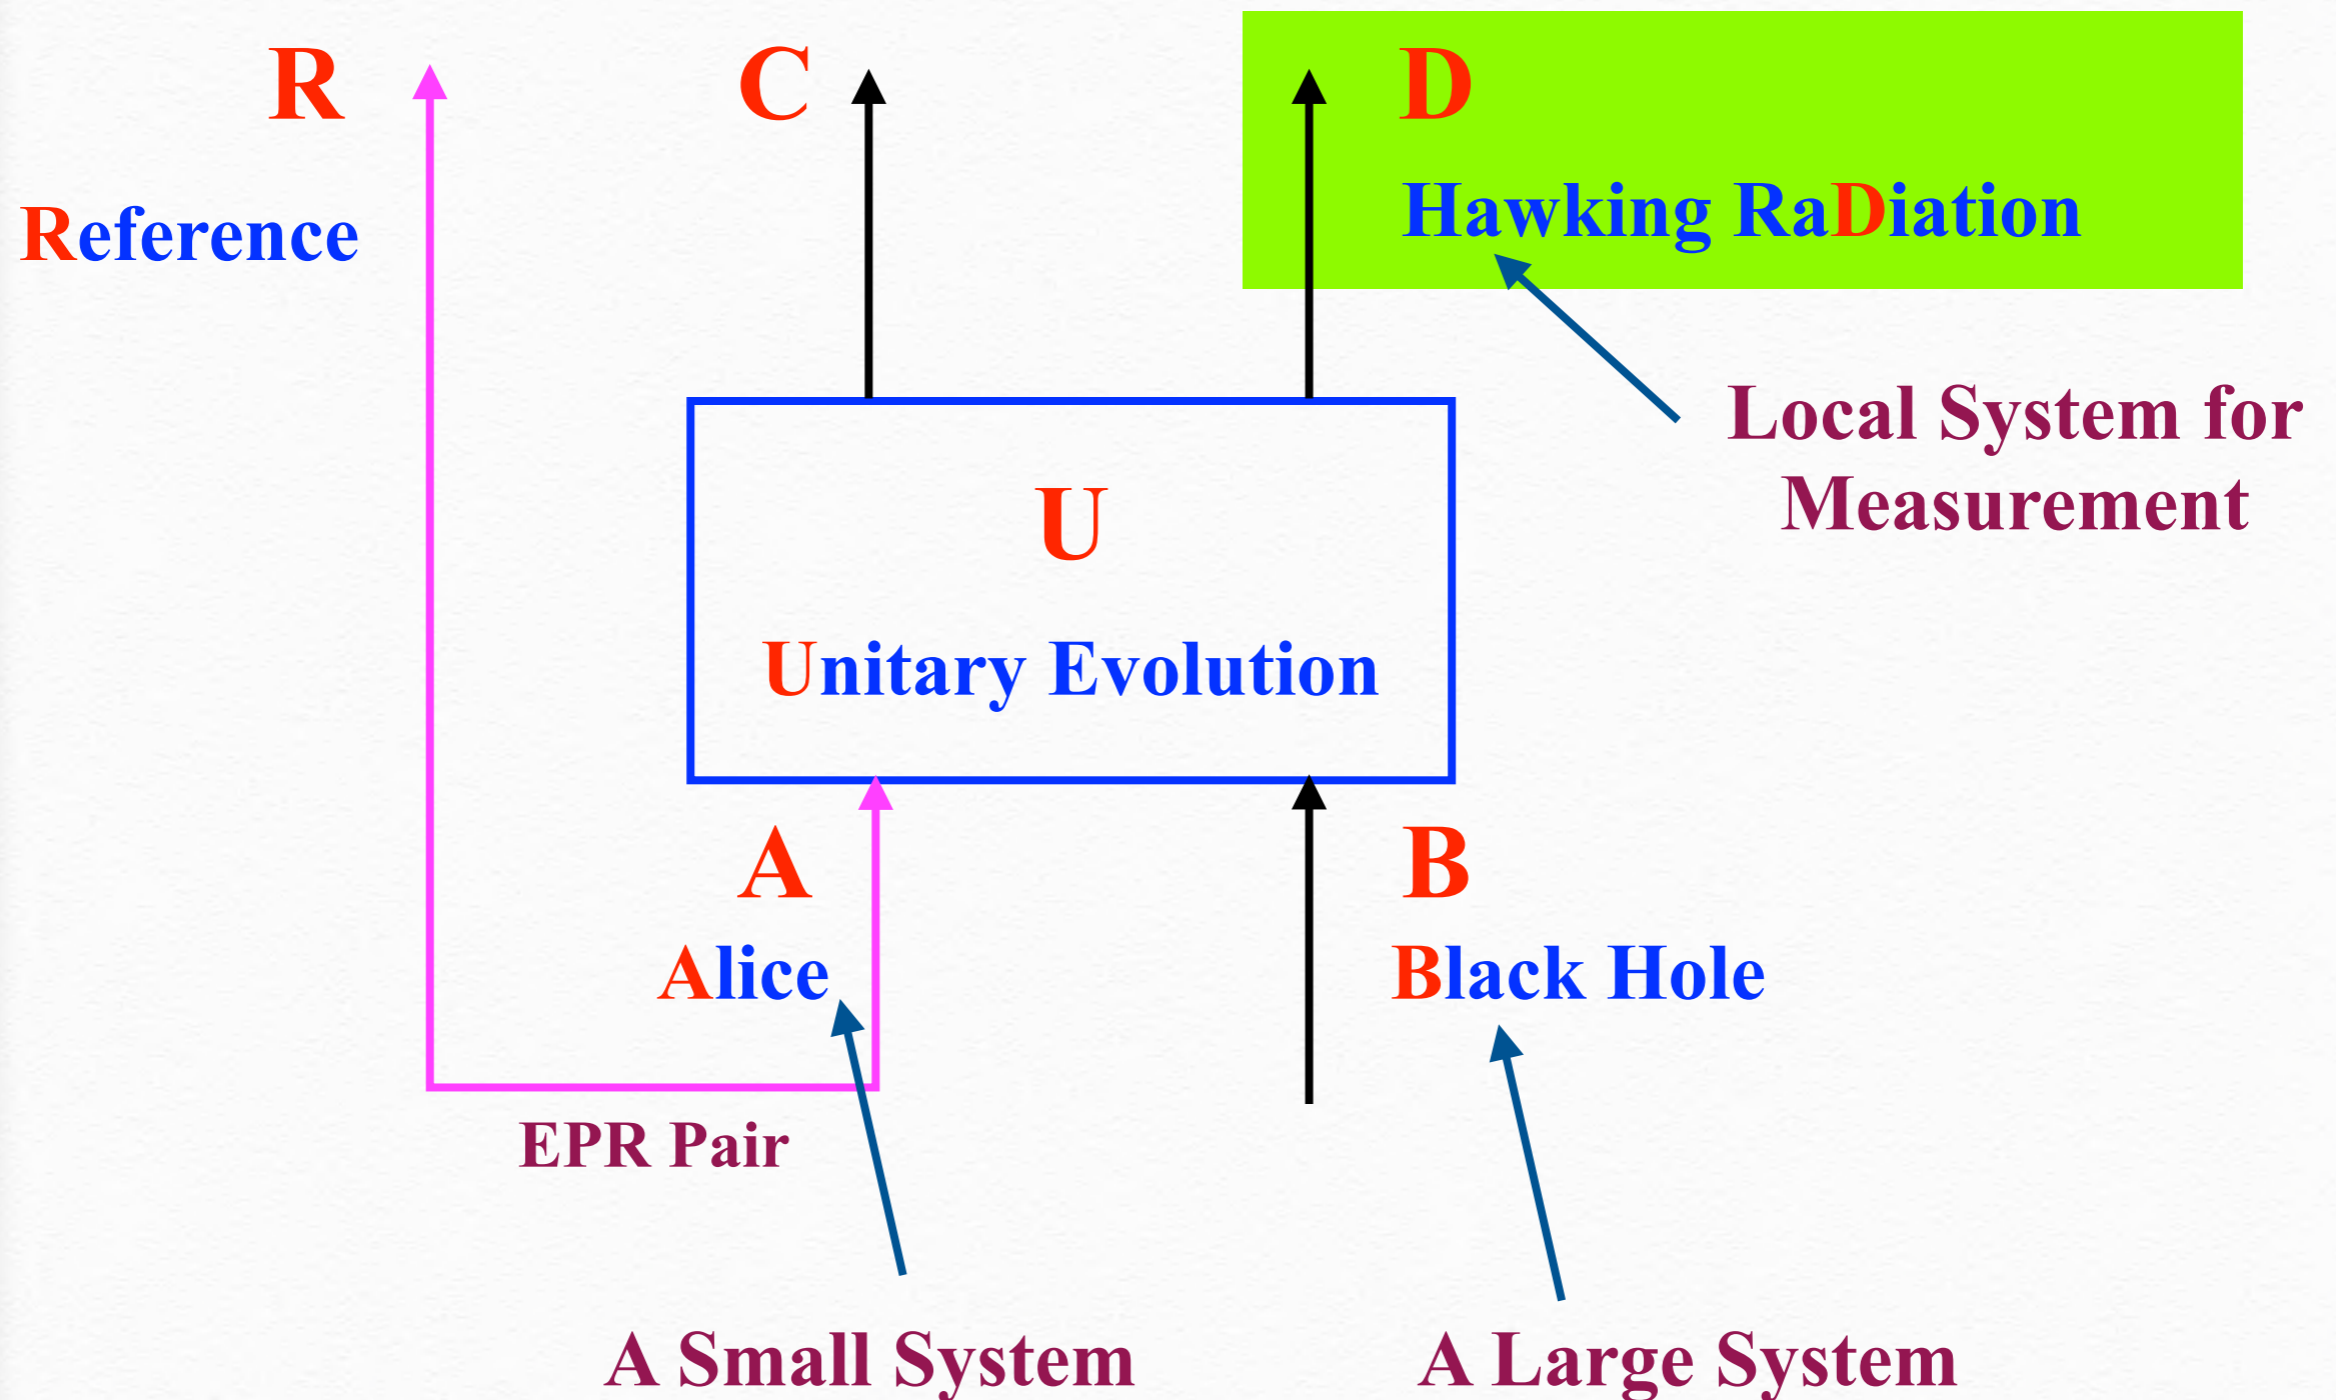 R
C
D
Reference
Hawking RaDiation
Local System for
Measurement
U
Unitary Evolution
A
Alice
B
Black Hole
EPR Pair
A Small System
A Large System